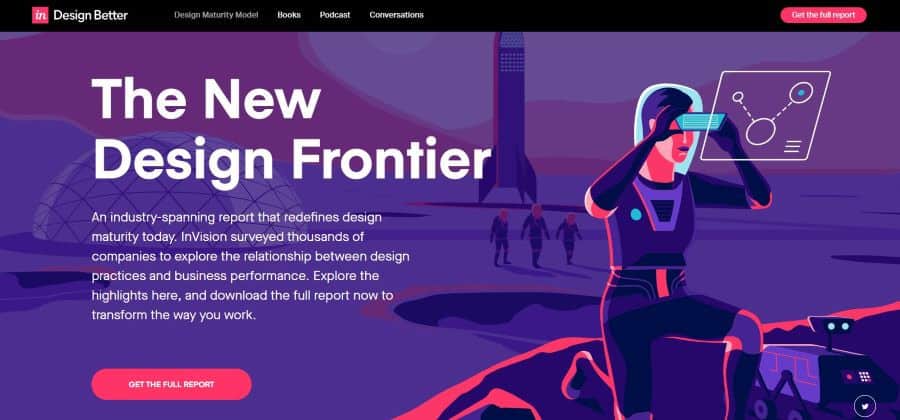 in Design Better
Design Maturity Model
Books
Podcast
Conversations
Get the full report
The New
Design Frontier
An industry-spanning report that redefines design
maturity today. InVision surveyed thousands of
companies to explore the relationship between design
practices and business performance. Explore the
highlights here, and download the full report now to
transform the way you work.
GET THE FULL REPORT